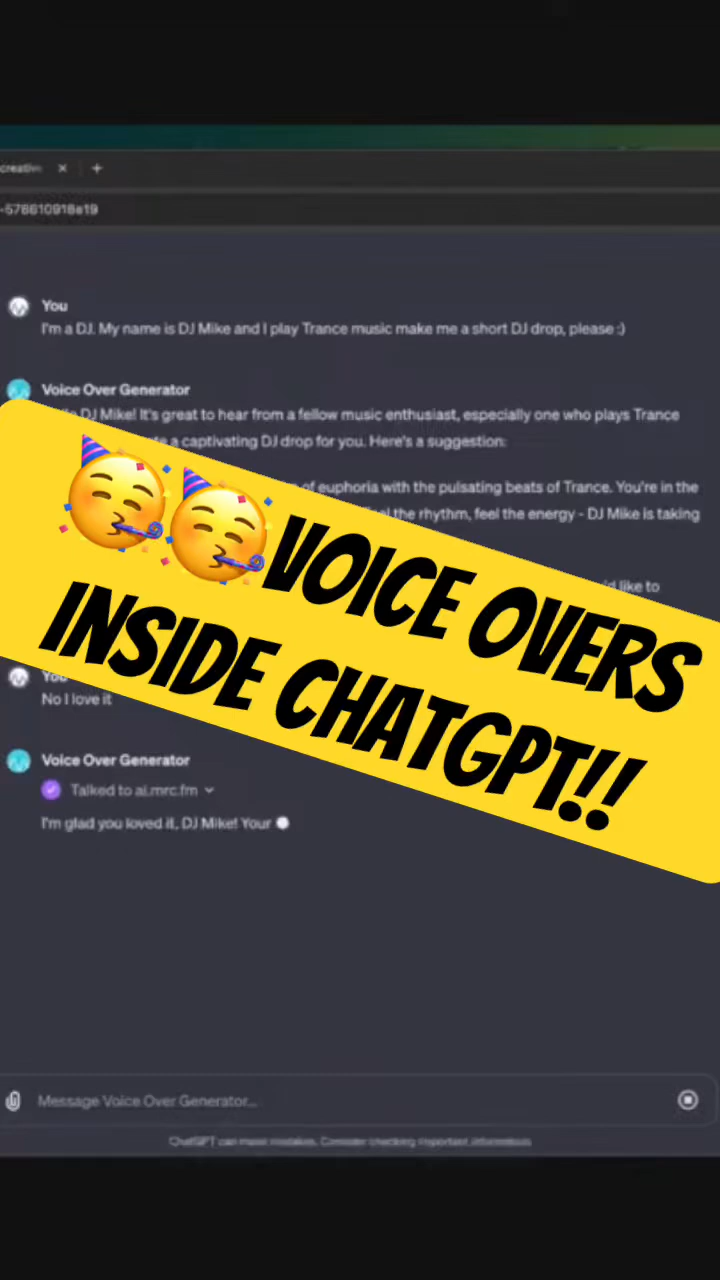 creative
-576610918e19
You
I'm a DJ. My name is DJ Mike and I play Trance music make me a short DJ drop, please :)
Voice Over Generator
DJ Mike! It's great to hear from a fellow music enthusiast, especially one who plays Trance
a captivating DJ drop for you. Here's a suggestion:
of euphoria with the pulsating beats of Trance. You're in the
the rhythm, feel the energy - DJ Mike is taking
like to
VOICE OVERS
INSIDE CHATGPT!!
You
No I love it
Voice Over Generator
Talked to ai.mrc.fm
I'm glad you loved it, DJ Mike! Your
Message Voice Over Generator...
ChatGPT can make mistakes. Consider checking important information.